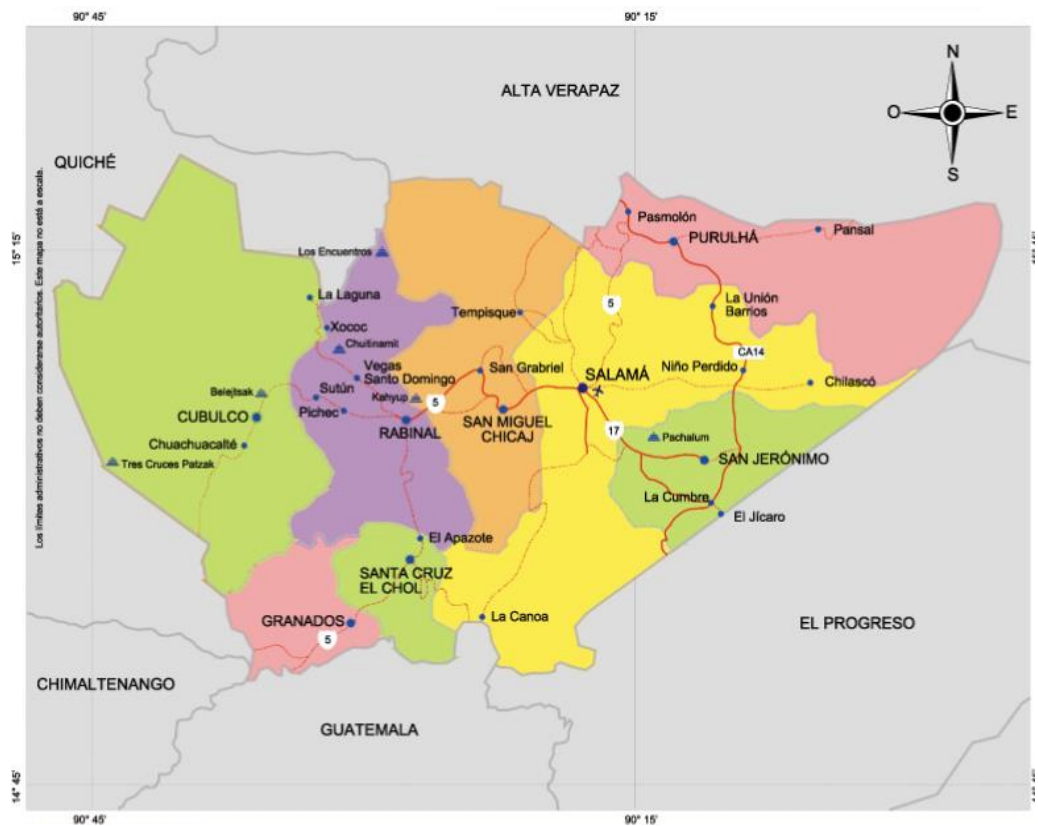 90° 45'
90° 15'
N
ALTA VERAPAZ
O
E
S
QUICHÉ
Los límites administrativos no deben considerarse autoritarios. Este mapa no está a escala.
Pasmolón
Pansal
PURULHÁ
15° 15'
Los Encuentros
La Laguna
La Unión
Barrios
5
Tempisque
Xococ
Chuitinamil
CA14
Vegas
Santo Domingo
San Grabriel
Niño Perdido
SALAMÁ
Chilascó
Belejtsak
Sutún
Kahyup
5
CUBULCO
Pichec
RABINAL
SAN MIGUEL
CHICAJ
17
Pachalum
Chuachuacalté
Tres Cruces Patzak
SAN JERÓNIMO
La Cumbre
El Jícaro
El Apazote
SANTA CRUZ
EL CHOL
GRANADOS
La Canoa
5
EL PROGRESO
CHIMALTENANGO
GUATEMALA
14° 45'
90° 45'
90° 15'